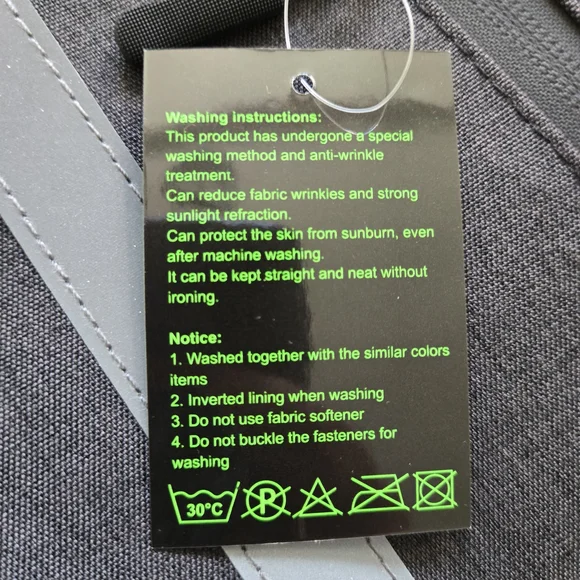 Washing instructions:
This product has undergone a special
washing method and anti-wrinkle
treatment.
Can reduce fabric wrinkles and strong
sunlight refraction.
Can protect the skin from sunburn, even
after machine washing.
It can be kept straight and neat without
ironing.
Notice:
1. Washed together with the similar colors
items
2. Inverted lining when washing
3. Do not use fabric softener
4. Do not buckle the fasteners for
washing
30°C P